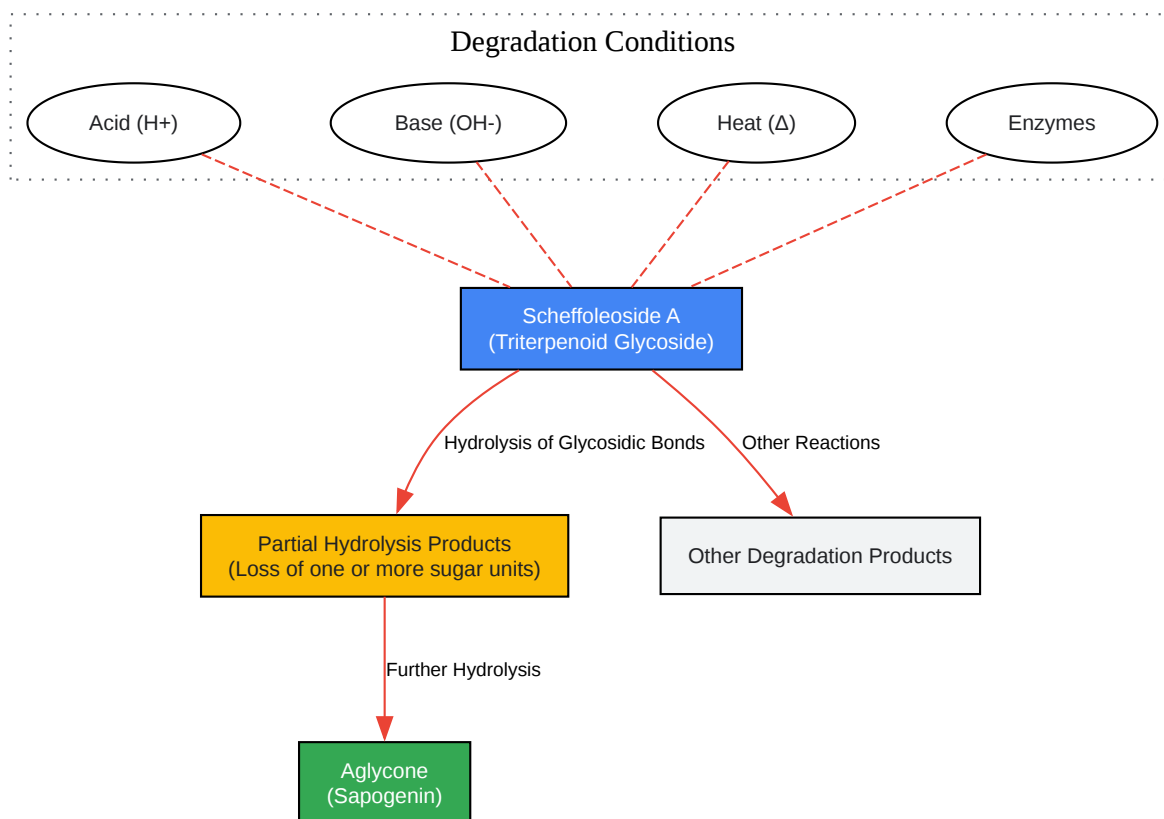 Degradation Conditions
Acid (H+)
Base (OH-)
Heat (Δ)
Enzymes
Scheffoleoside A
(Triterpenoid Glycoside)
Hydrolysis of Glycosidic Bonds
Other Reactions
Partial Hydrolysis Products
(Loss of one or more sugar units)
Other Degradation Products
Further Hydrolysis
Aglycone
(Sapogenin)